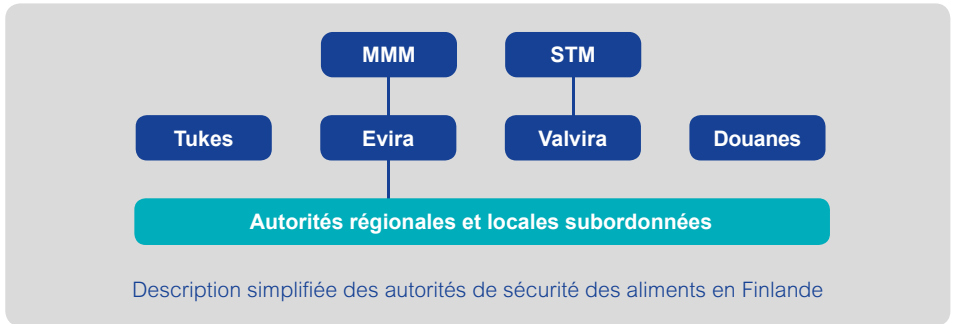 MMM
STM
Tukes
Evira
Valvira
Douanes
Autorités régionales et locales subordonnées
Description simplifiée des autorités de sécurité des aliments en Finlande